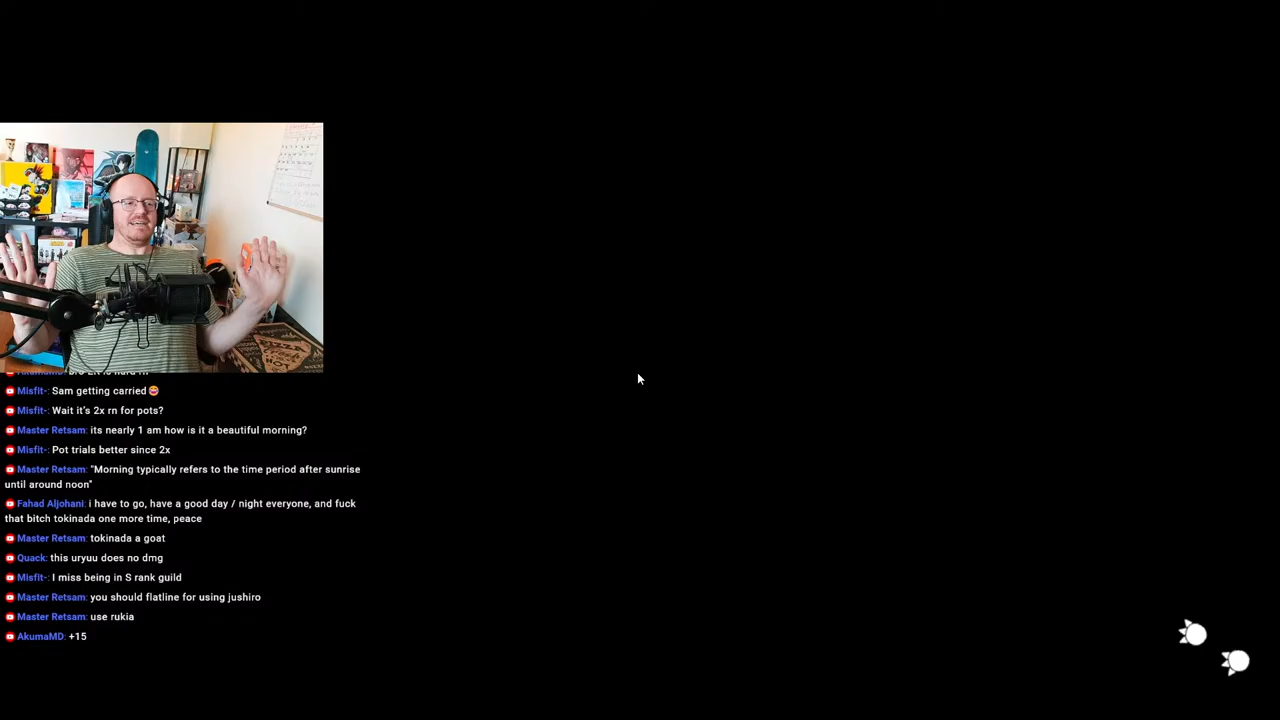 Misfit-: Sam getting carried😂
Misfit-: Wait it's 2x rn for pots?
Master Retsam: its nearly 1 am how is it a beautiful morning?
Misfit-: Pot trials better since 2x
Master Retsam: "Morning typically refers to the time period after sunrise
until around noon"
Fahad Aljohani: i have to go, have a good day / night everyone, and fuck
that bitch tokinada one more time, peace
Master Retsam: tokinada a goat
Quack: this uryuu does no dmg
Misfit-: I miss being in S rank guild
Master Retsam: you should flatline for using jushiro
Master Retsam: use rukia
AkumaMD: +15